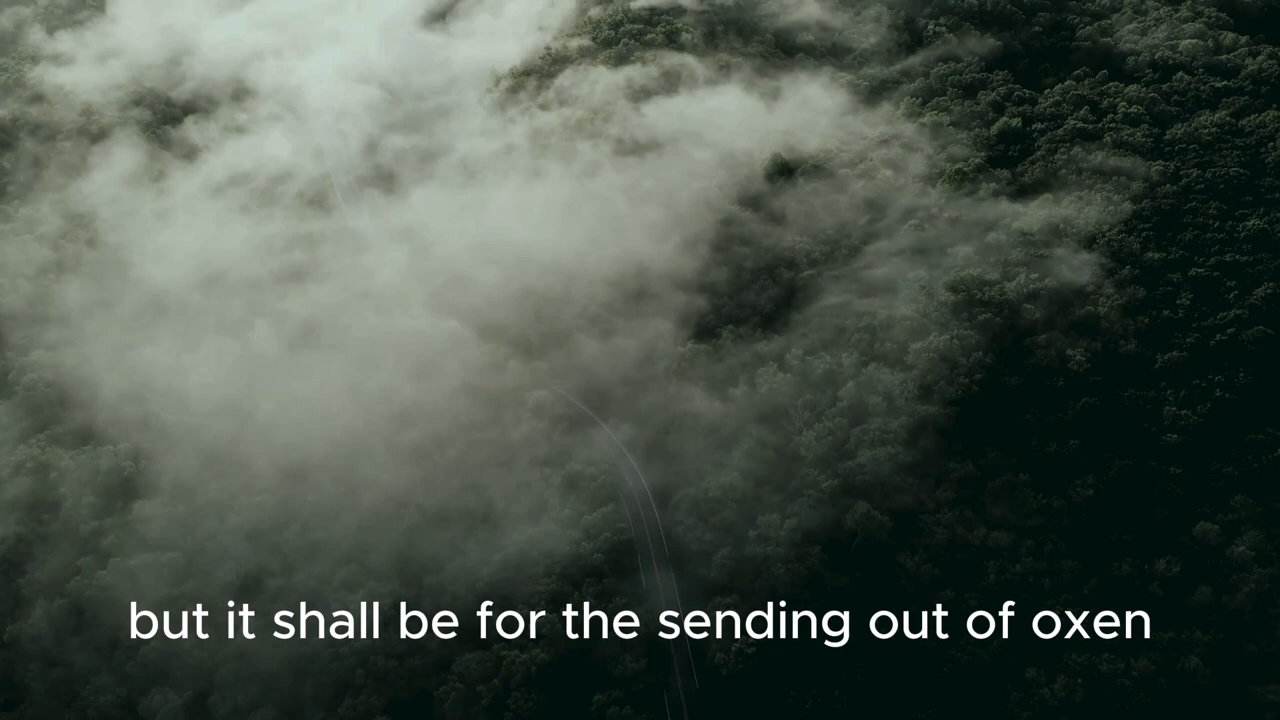 but it shall be for the sending out of oxen